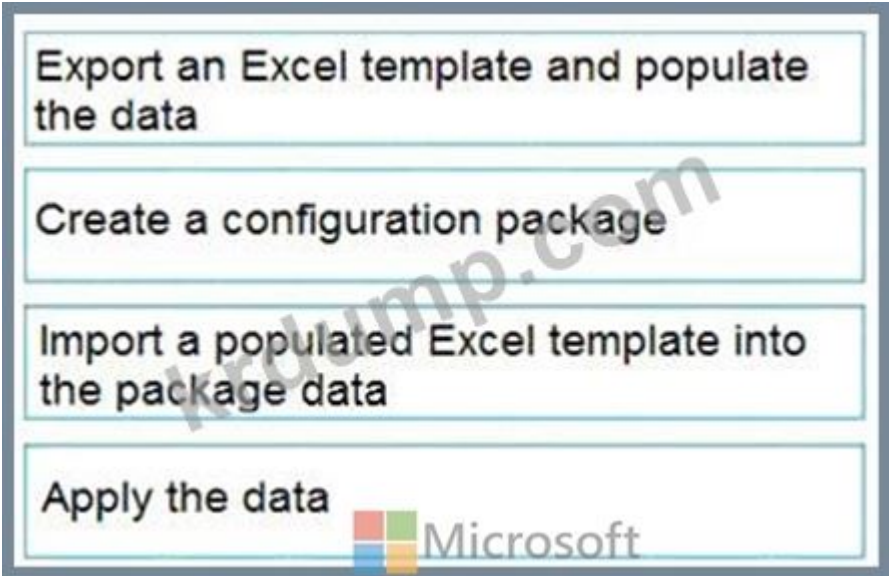 Export an Excel template and populate
the data
Create a configuration package
Import a populated Excel template into
the package data
Apply the data
Microsoft
krdump.com